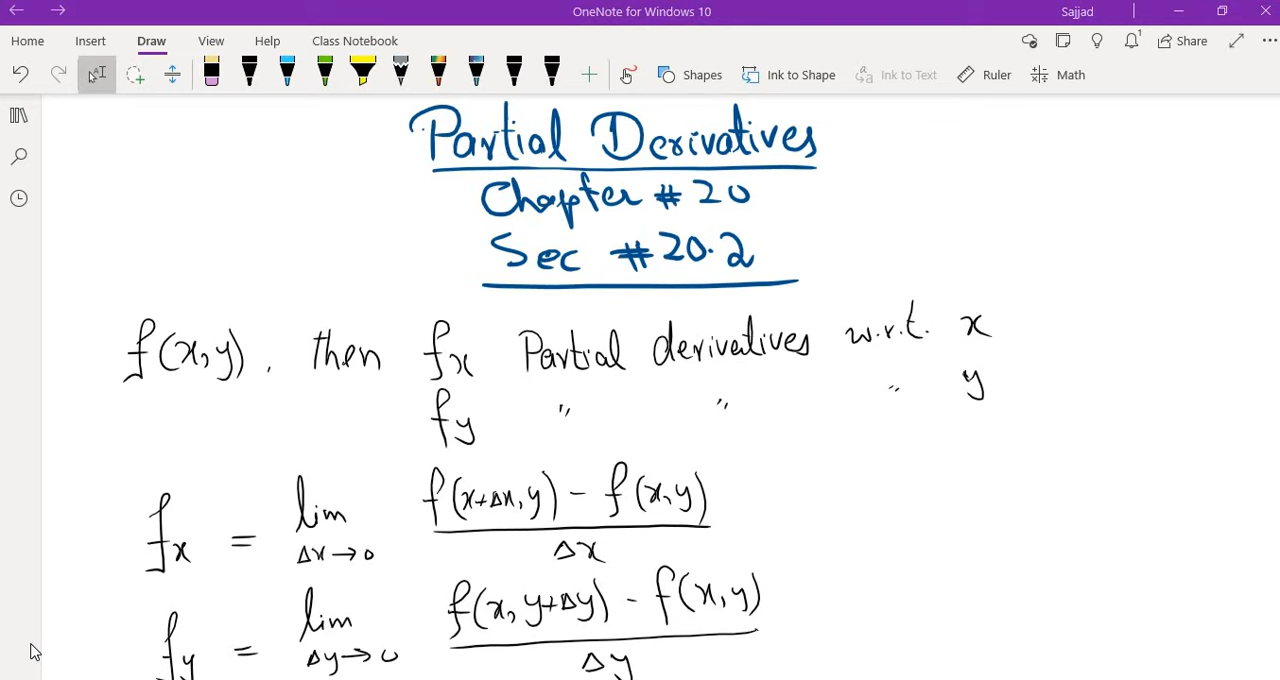 OneNote for Windows 10
Sajjad
Home Insert Draw View Help Class Notebook
1 Share
Shapes Ink to Shape Ink to Text Ruler Math
Partial Derivatives
Chapter # 20
Sec # 20.2
f(x,y), then fx Partial derivatives w.r.t. x
fy " " " y
fx = lim Δx→0 f(x+Δx,y) - f(x,y) / Δx
fy = lim Δy→0 f(x,y+Δy) - f(x,y) / Δy